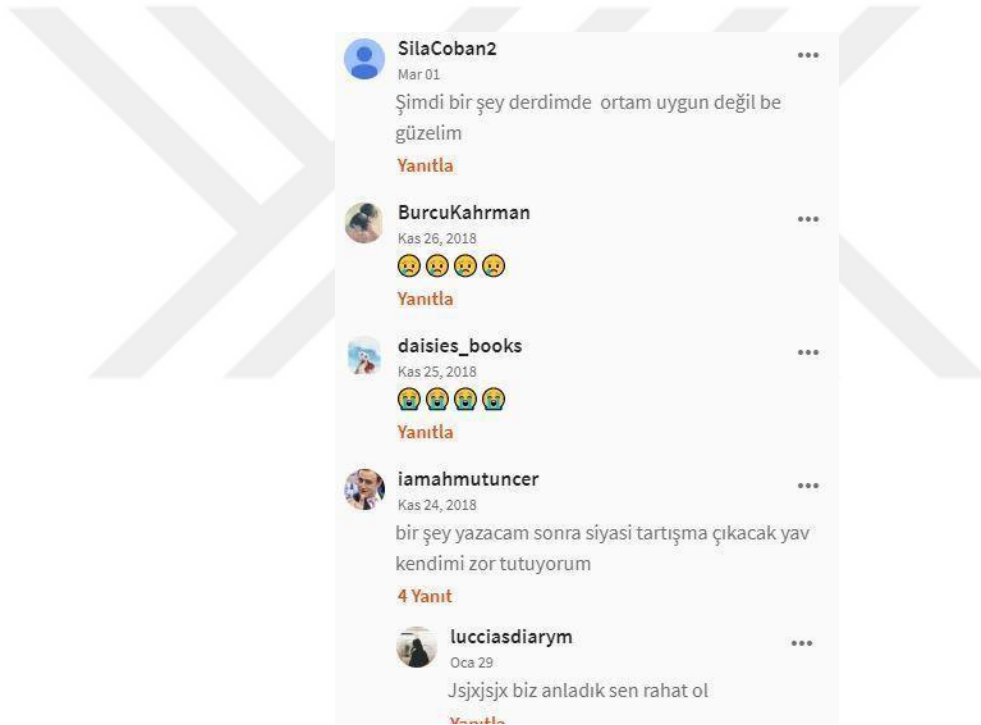 SilaCoban2
Mar 01
Şimdi bir şey derdimde ortam uygun değil be
güzelim
Yanıtla
BurcuKahrman
Kas 26, 2018
😢😢😢😢
Yanıtla
daisies_books
Kas 25, 2018
😭😭😭😭
Yanıtla
iamahmutuncer
Kas 24, 2018
bir şey yazacam sonra siyasi tartışma çıkacak yav
kendimi zor tutuyorum
4 Yanıt
lucciasdiarym
Oca 29
Jsjxjsjx biz anladık sen rahat ol
Yanıtla